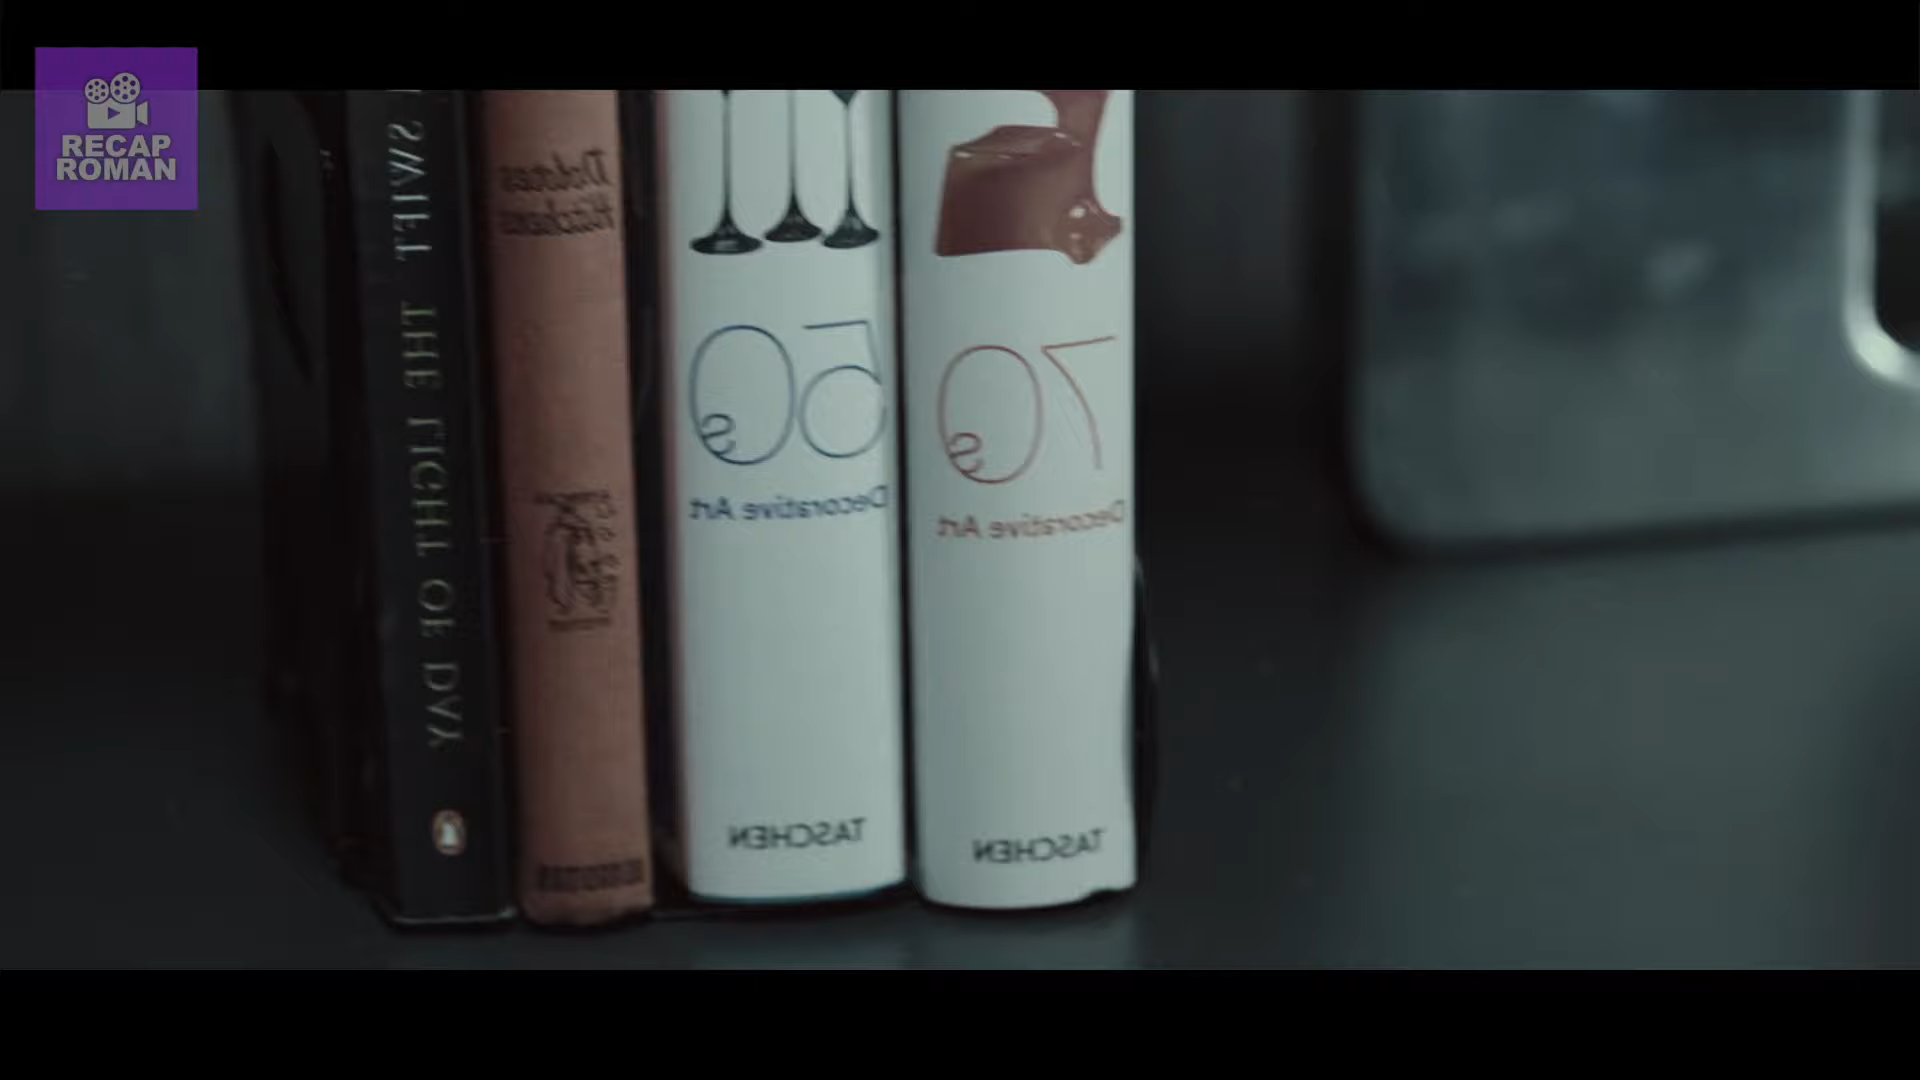 RECAP
ROMAN
SWIFT THE LIGHT OF DAY
50s
Decorative Art
TASCHEN
70s
Decorative Art
TASCHEN